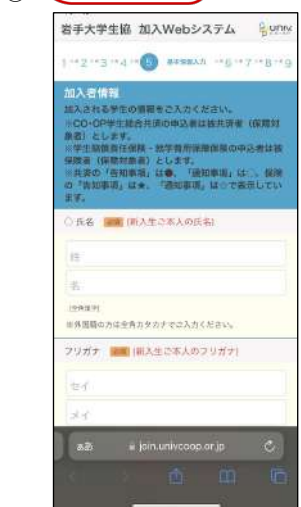 岩手大学生協 加入Webシステム
univ
1 2 3 4 5 基本情報入力 6 7 8 9
加入者情報
加入される学生の情報をご入力ください。
※CO・OP学生総合共済の申込者は被共済者（保障対
象者）とします。
※学生賠償責任保険・就学費用保障保険の申込者は被
保険者（保障対象者）とします。
※共済の「告知事項」は●、「通知事項」は○、保険
の「告知事項」は★、「通知事項」は☆で表示してい
ます。
○ 氏名 必須 [新入生ご本人の氏名]
姓
名
[全角漢字]
※外国籍の方は全角カタカナでご入力ください。
フリガナ 必須 [新入生ご本人のフリガナ]
セイ
メイ
ああ join.univcoop.or.jp